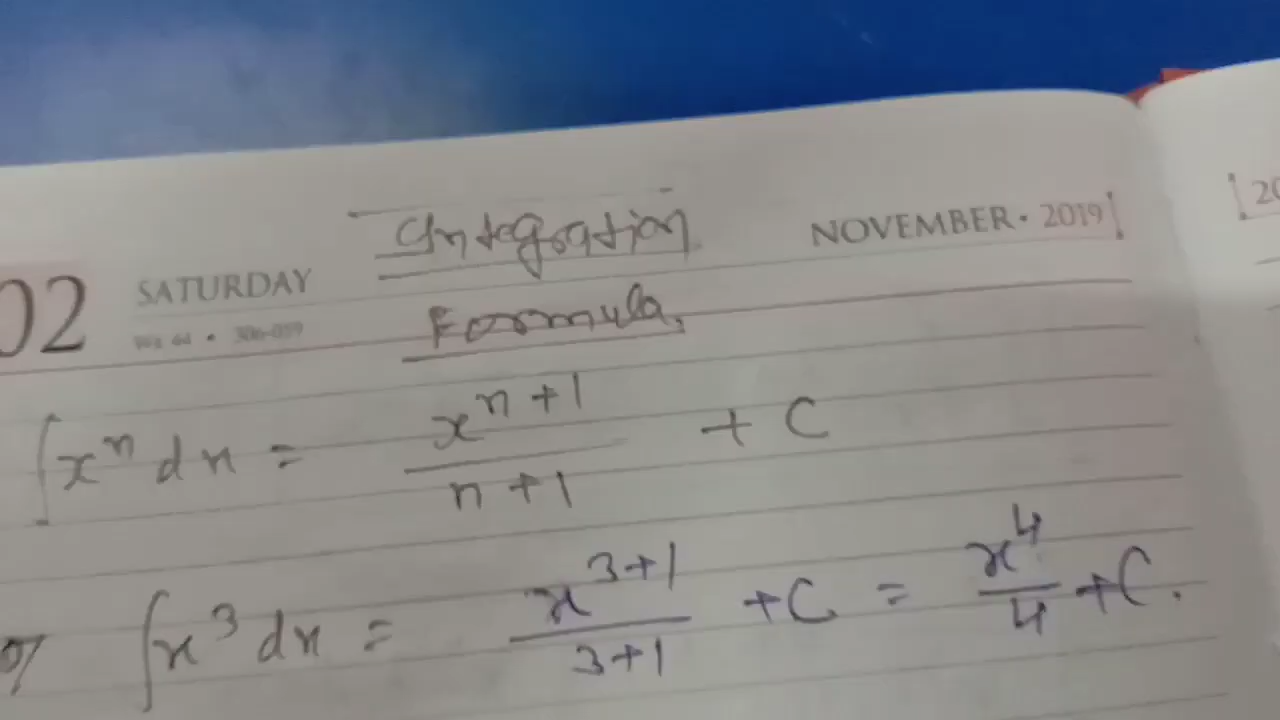 Integration
NOVEMBER • 2019
02 SATURDAY
Formula,
∫xⁿ dx = xⁿ⁺¹/n+1 + C
∫x³ dx = x³⁺¹/3+1 + C = x⁴/4 + C.